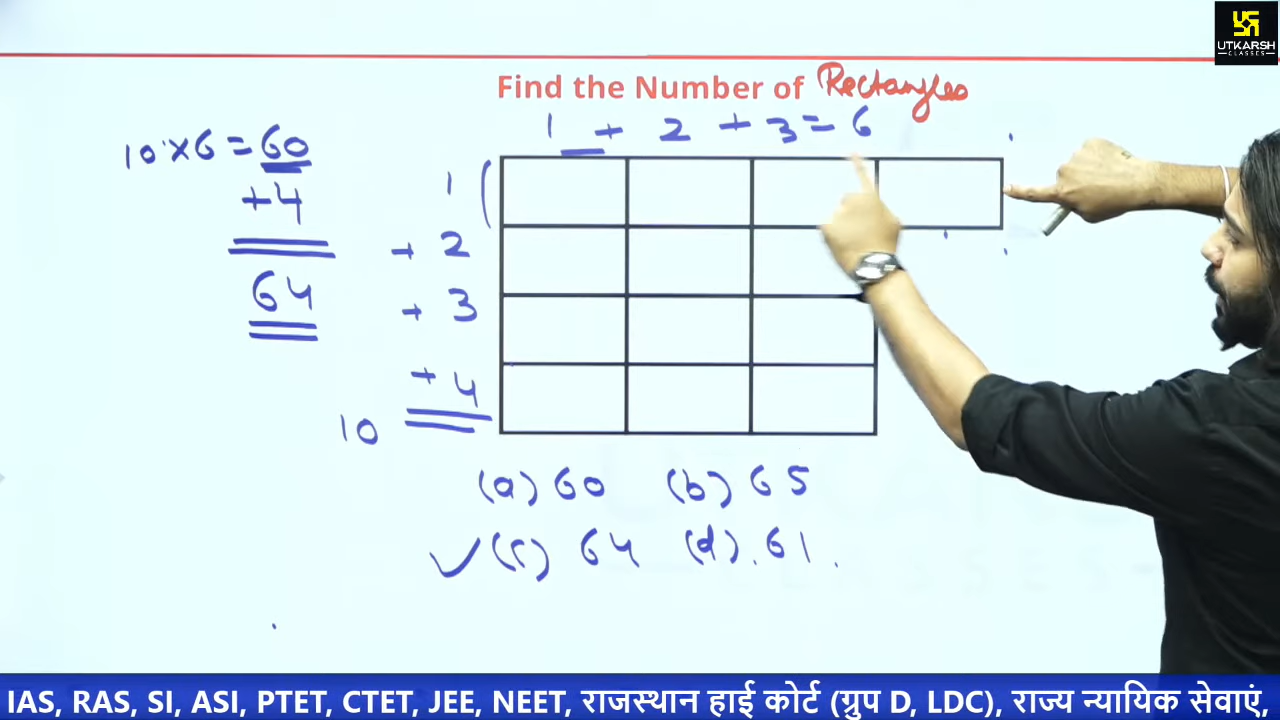 UTKARSH
CLASSES
Find the Number of Rectangles
1 + 2 + 3 = 6
10 × 6 = 60
+4
64
1
+ 2
+ 3
+ 4
10
(a) 60 (b) 65
✓(c) 64 (d). 61.
IAS, RAS, SI, ASI, PTET, CTET, JEE, NEET, राजस्थान हाई कोर्ट (ग्रुप D, LDC), राज्य न्यायिक सेवाएं,